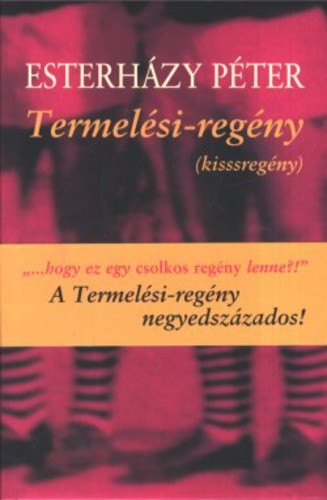 ESTERHÁZY PÉTER
Termelési-regény
(kisssregény)
„...hogy ez egy csolkos regény lenne?!”
A Termelési-regény
negyedszázados!